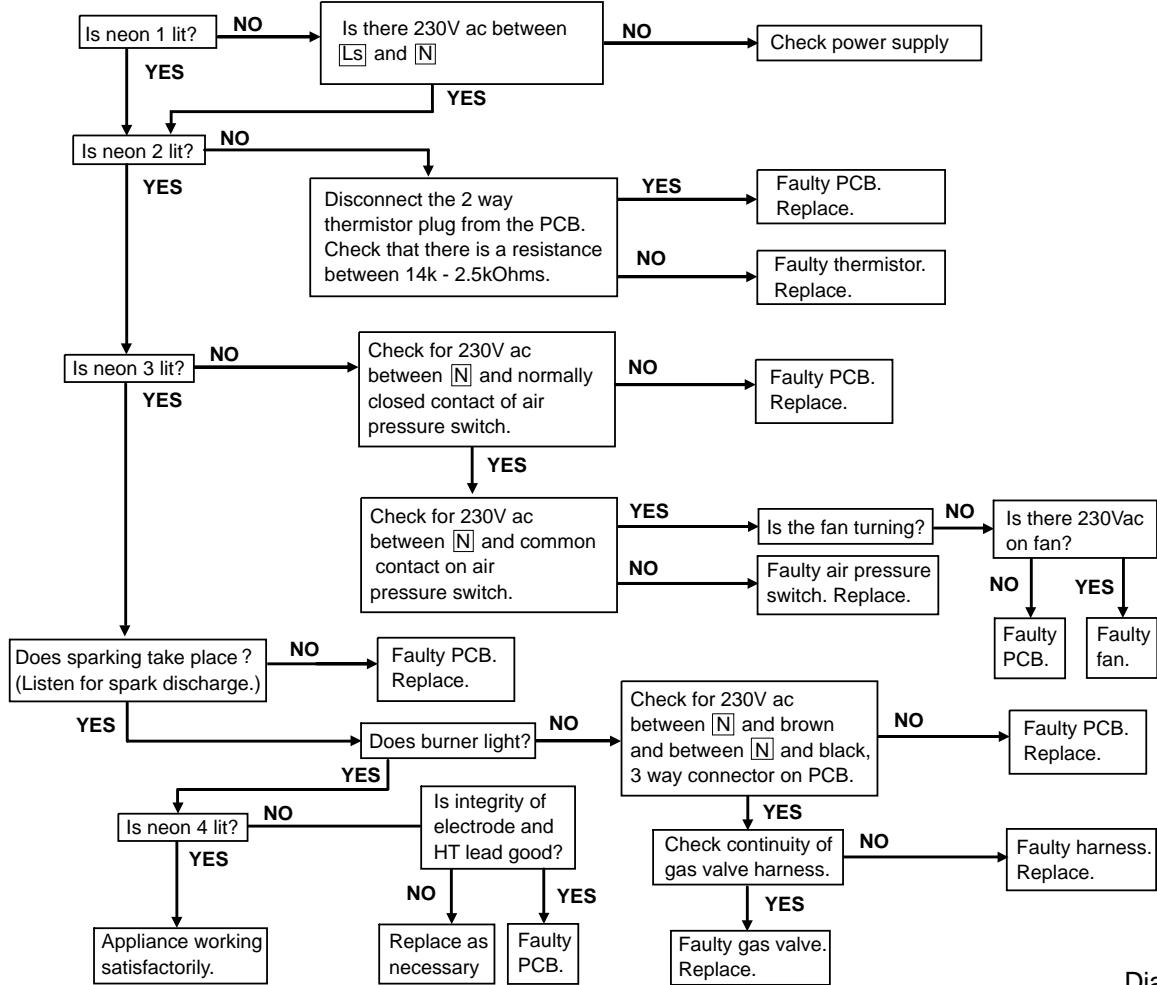 Is neon 1 lit?
NO
Is there 230V ac between
Ls and N
NO
Check power supply
YES
YES
Is neon 2 lit?
NO
YES
Disconnect the 2 way
thermistor plug from the PCB.
Check that there is a resistance
between 14k - 2.5kOhms.
YES
Faulty PCB.
Replace.
NO
Faulty thermistor.
Replace.
Is neon 3 lit?
NO
YES
Check for 230V ac
between N and normally
closed contact of air
pressure switch.
NO
Faulty PCB.
Replace.
YES
Check for 230V ac
between N and common
contact on air
pressure switch.
YES
Is the fan turning?
NO
Is there 230Vac
on fan?
NO
Faulty air pressure
switch. Replace.
NO
YES
Faulty
PCB.
Faulty
fan.
Does sparking take place ?
(Listen for spark discharge.)
NO
Faulty PCB.
Replace.
YES
Does burner light?
NO
Check for 230V ac
between N and brown
and between N and black,
3 way connector on PCB.
NO
Faulty PCB.
Replace.
YES
YES
Is neon 4 lit?
NO
Is integrity of
electrode and
HT lead good?
Check continuity of
gas valve harness.
NO
Faulty harness.
Replace.
YES
NO
YES
YES
Appliance working
satisfactorily.
Replace as
necessary
Faulty
PCB.
Faulty gas valve.
Replace.
Dia